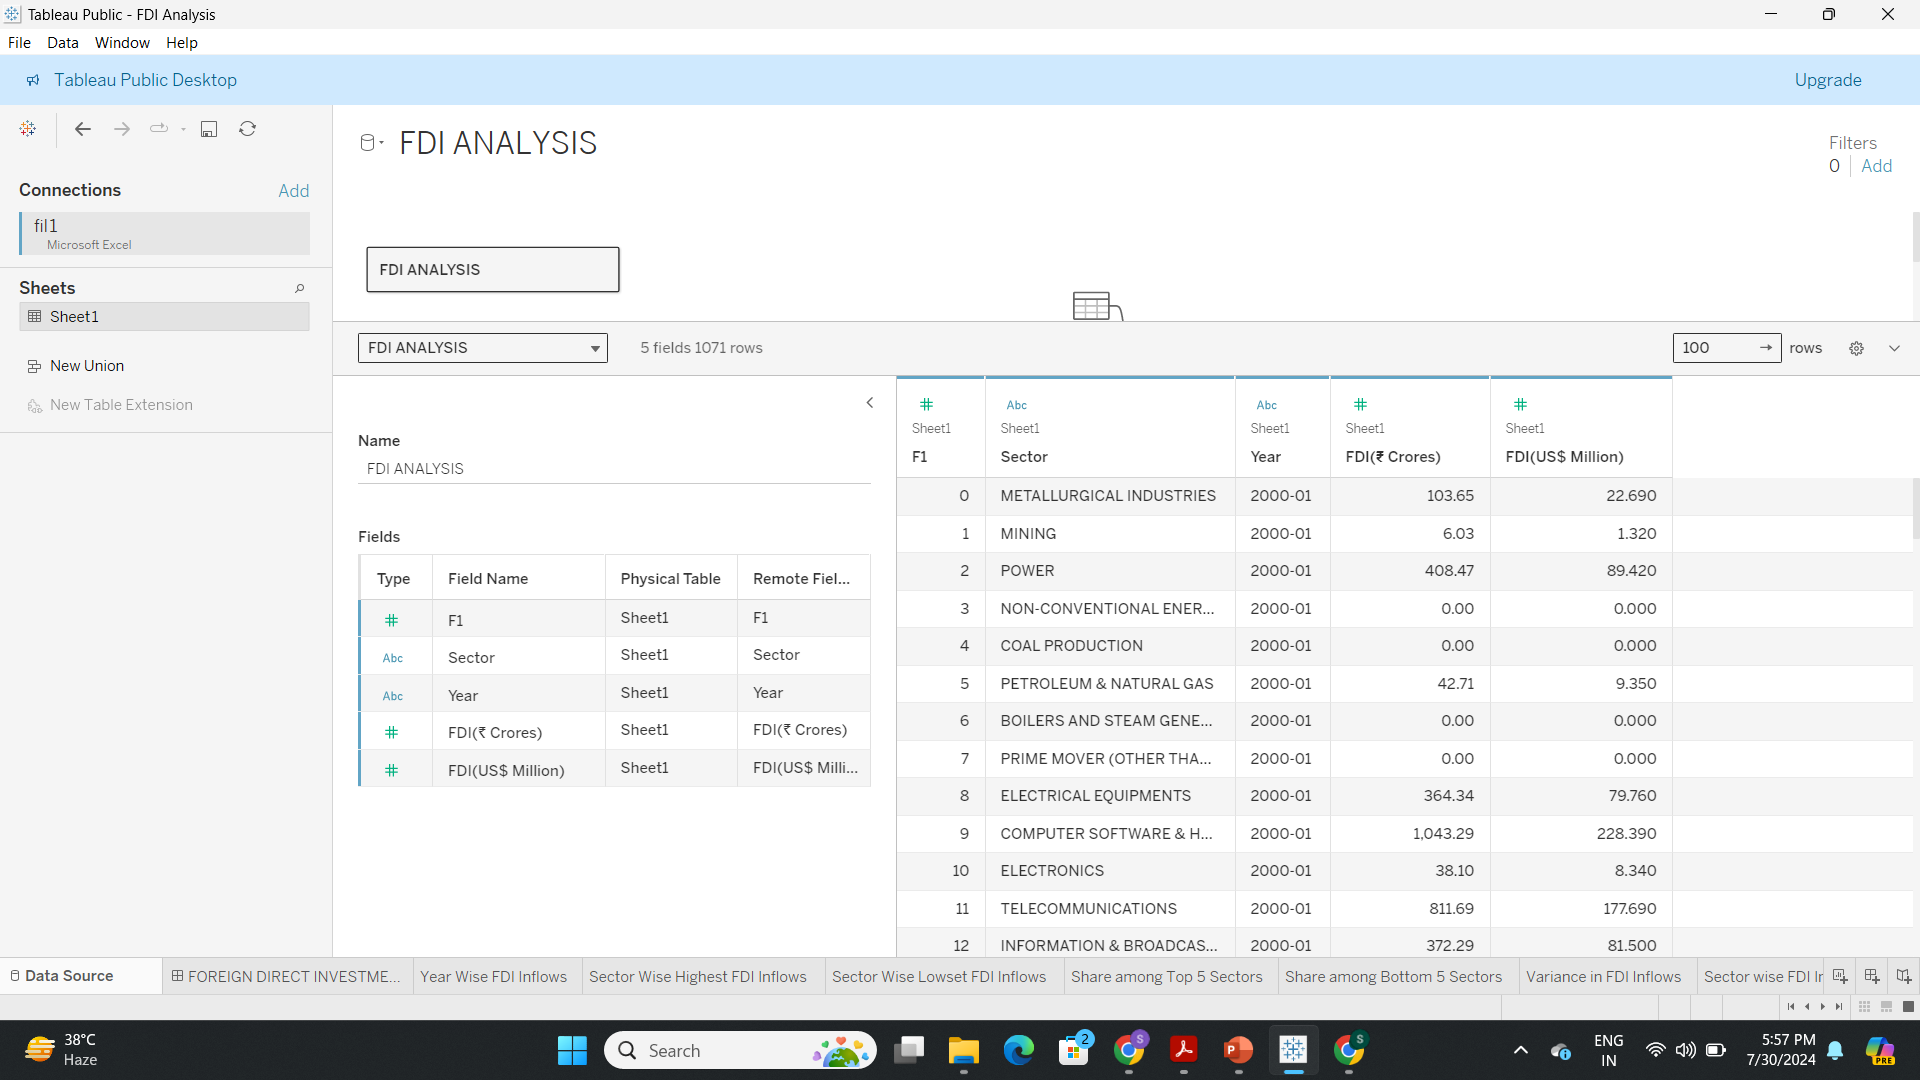 Tableau Public - FDI Analysis
File Data Window Help
Tableau Public Desktop
Upgrade
FDI ANALYSIS
Filters
0 Add
Connections Add
fil1
Microsoft Excel
Sheets
Sheet1
New Union
New Table Extension
FDI ANALYSIS
FDI ANALYSIS
5 fields 1071 rows
100 → rows
Name
FDI ANALYSIS
Fields
Type Field Name Physical Table Remote Fiel...
# F1 Sheet1 F1
Abc Sector Sheet1 Sector
Abc Year Sheet1 Year
# FDI(₹ Crores) Sheet1 FDI(₹ Crores)
# FDI(US$ Million) Sheet1 FDI(US$ Milli...
# Abc Abc # #
Sheet1 Sheet1 Sheet1 Sheet1 Sheet1
F1 Sector Year FDI(₹ Crores) FDI(US$ Million)
0 METALLURGICAL INDUSTRIES 2000-01 103.65 22.690
1 MINING 2000-01 6.03 1.320
2 POWER 2000-01 408.47 89.420
3 NON-CONVENTIONAL ENER... 2000-01 0.00 0.000
4 COAL PRODUCTION 2000-01 0.00 0.000
5 PETROLEUM & NATURAL GAS 2000-01 42.71 9.350
6 BOILERS AND STEAM GENE... 2000-01 0.00 0.000
7 PRIME MOVER (OTHER THA... 2000-01 0.00 0.000
8 ELECTRICAL EQUIPMENTS 2000-01 364.34 79.760
9 COMPUTER SOFTWARE & H... 2000-01 1,043.29 228.390
10 ELECTRONICS 2000-01 38.10 8.340
11 TELECOMMUNICATIONS 2000-01 811.69 177.690
12 INFORMATION & BROADCAS... 2000-01 372.29 81.500
Data Source FOREIGN DIRECT INVESTME... Year Wise FDI Inflows Sector Wise Highest FDI Inflows Sector Wise Lowset FDI Inflows Share among Top 5 Sectors Share among Bottom 5 Sectors Variance in FDI Inflows Sector wise FDI Ir
38°C
Haze
Search
2
S
P
S
ENG
IN
5:57 PM
7/30/2024
PRE